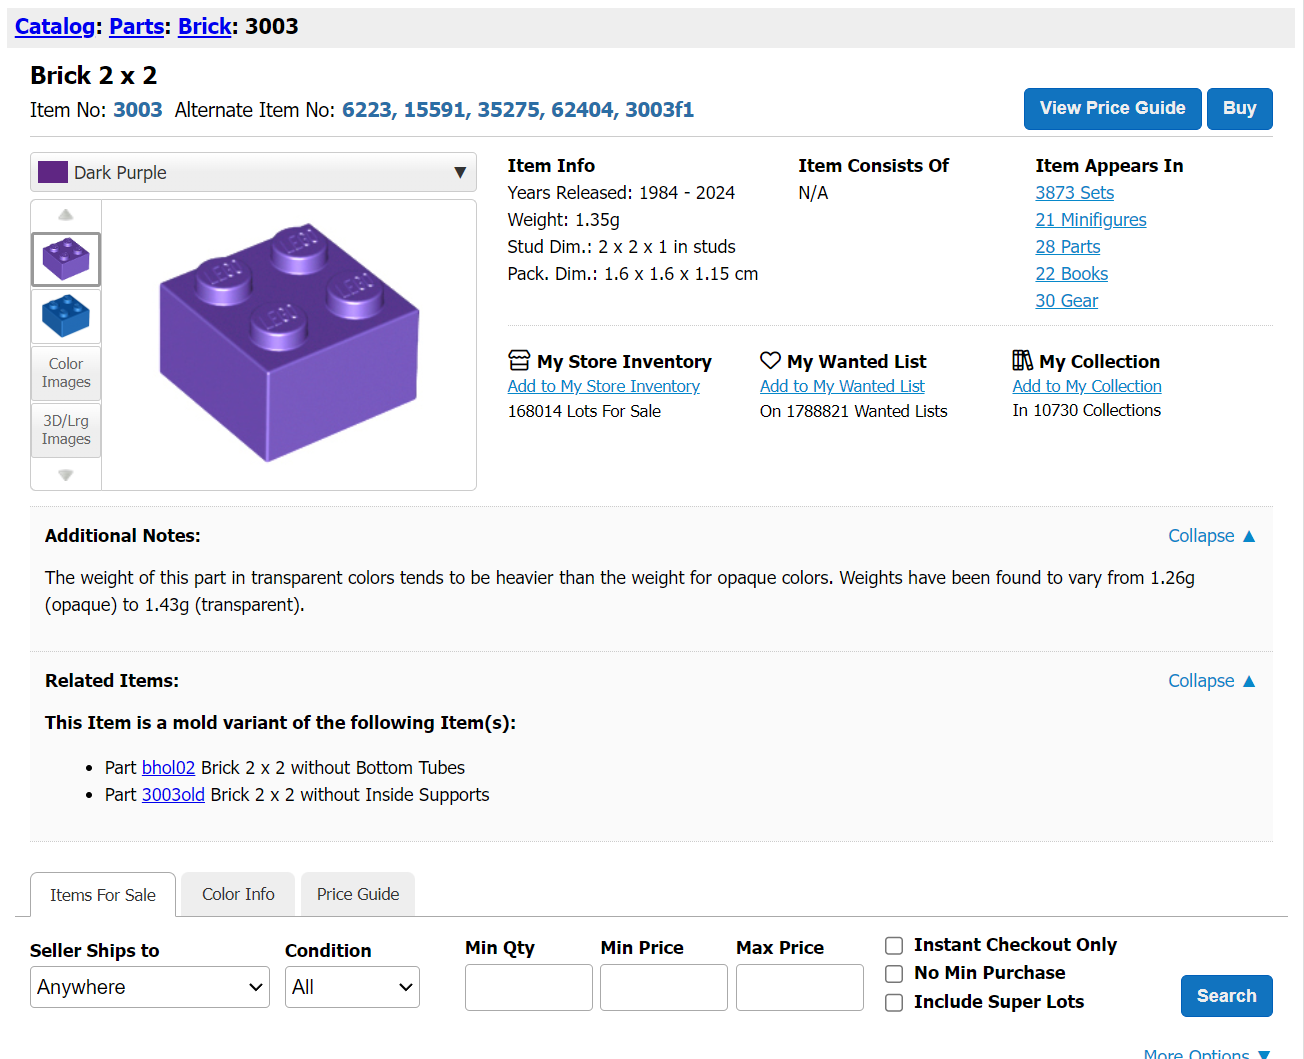 Catalog: Parts: Brick: 3003
Brick 2 x 2
Item No: 3003 Alternate Item No: 6223, 15591, 35275, 62404, 3003f1
View Price Guide
Buy
Dark Purple
Color
Images
3D/Lrg
Images
LEGO
LEGO
LEGO
LEGO
Item Info
Years Released: 1984 - 2024
Weight: 1.35g
Stud Dim.: 2 x 2 x 1 in studs
Pack. Dim.: 1.6 x 1.6 x 1.15 cm
Item Consists Of
N/A
Item Appears In
3873 Sets
21 Minifigures
28 Parts
22 Books
30 Gear
My Store Inventory
Add to My Store Inventory
168014 Lots For Sale
My Wanted List
Add to My Wanted List
On 1788821 Wanted Lists
My Collection
Add to My Collection
In 10730 Collections
Additional Notes:
Collapse ▲
The weight of this part in transparent colors tends to be heavier than the weight for opaque colors. Weights have been found to vary from 1.26g
(opaque) to 1.43g (transparent).
Related Items:
Collapse ▲
This Item is a mold variant of the following Item(s):
• Part bhol02 Brick 2 x 2 without Bottom Tubes
• Part 3003old Brick 2 x 2 without Inside Supports
Items For Sale
Color Info
Price Guide
Seller Ships to
Anywhere
Condition
All
Min Qty
Min Price
Max Price
Instant Checkout Only
No Min Purchase
Include Super Lots
Search
More Options ▼